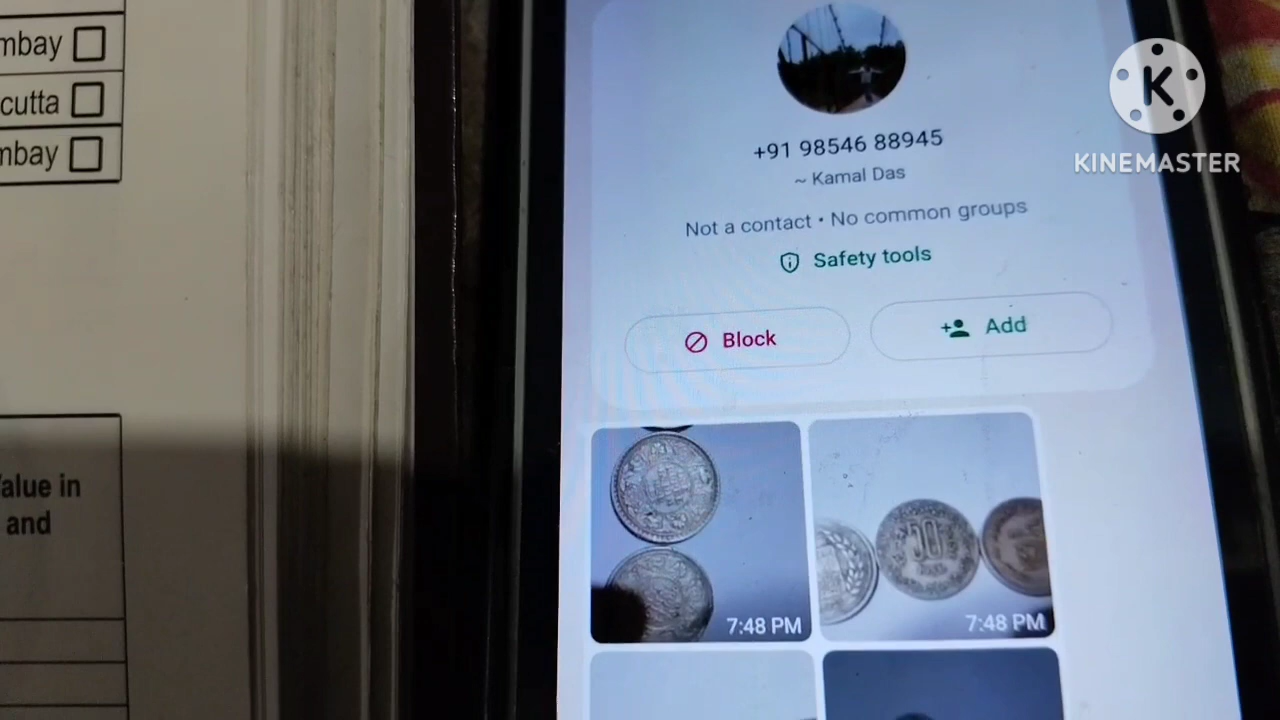 mbay
cutta
mbay
alue in
and
+91 98546 88945
~ Kamal Das
Not a contact • No common groups
Safety tools
Block
Add
7:48 PM
50
7:48 PM
K
KINEMASTER